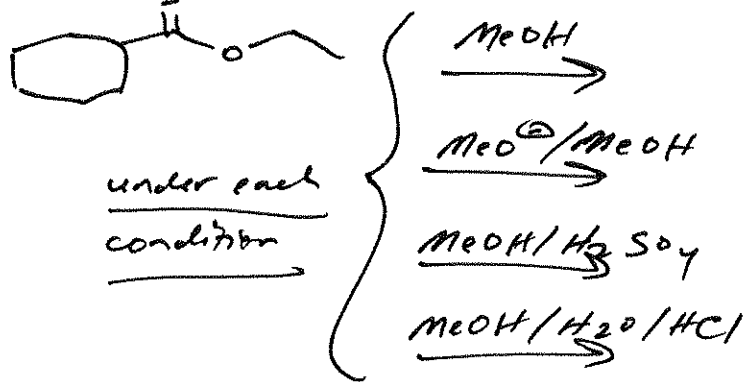 O
O
MeOH
MeO⊖/MeOH
under each
condition
MeOH/H2SO4
MeOH/H2O/HCl